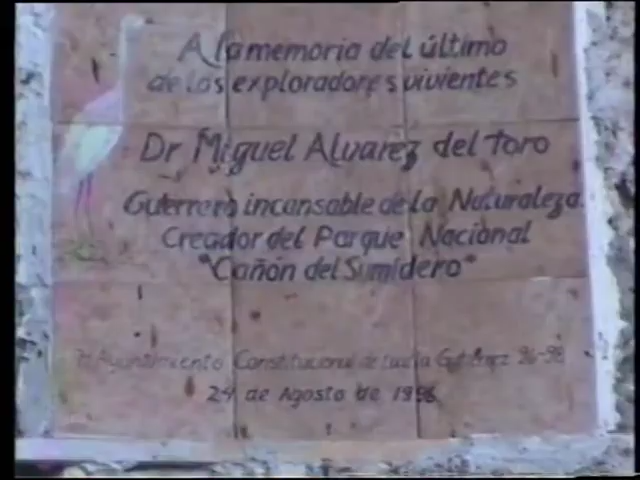 A la memoria del último
de los exploradores vivientes
Dr Miguel Alvarez del Toro
Guerrero incansable de la Naturaleza
Creador del Parque Nacional
"Cañon del Sumidero"
H. Ayuntamiento Constitucional de Tuxtla Gutiérrez 96-98
24 de Agosto de 1996